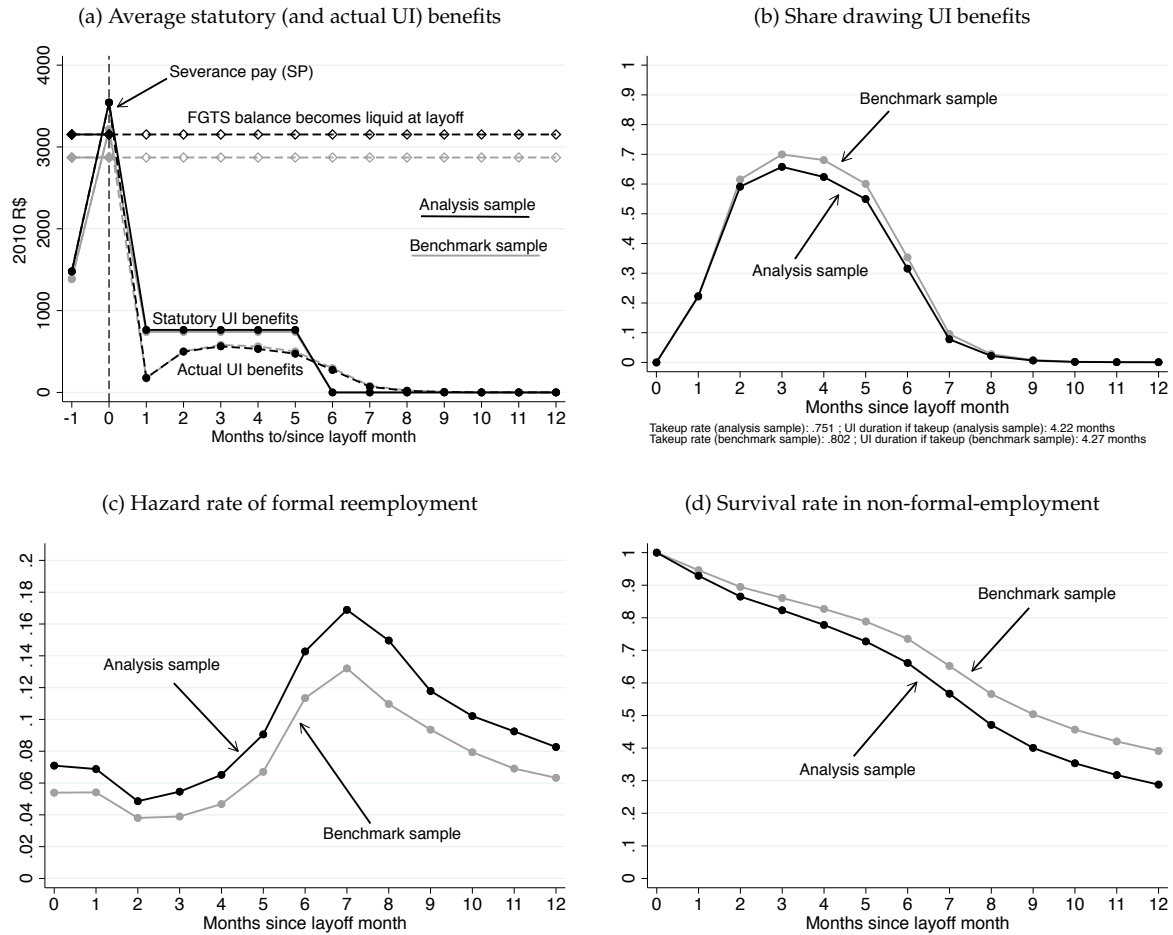 (a) Average statutory (and actual UI) benefits
4000
3000
2000
1000
0
2010 R$
Severance pay (SP)
FGTS balance becomes liquid at layoff
Analysis sample
Benchmark sample
Statutory UI benefits
Actual UI benefits
-1 0 1 2 3 4 5 6 7 8 9 10 11 12
Months to/since layoff month
(b) Share drawing UI benefits
1
.9
.8
.7
.6
.5
.4
.3
.2
.1
0
Benchmark sample
Analysis sample
0 1 2 3 4 5 6 7 8 9 10 11 12
Months since layoff month
Takeup rate (analysis sample): .751 ; UI duration if takeup (analysis sample): 4.22 months
Takeup rate (benchmark sample): .802 ; UI duration if takeup (benchmark sample): 4.27 months
(c) Hazard rate of formal reemployment
.2
.18
.16
.14
.12
.1
.08
.06
.04
.02
0
Analysis sample
Benchmark sample
0 1 2 3 4 5 6 7 8 9 10 11 12
Months since layoff month
(d) Survival rate in non-formal-employment
1
.9
.8
.7
.6
.5
.4
.3
.2
.1
0
Benchmark sample
Analysis sample
0 1 2 3 4 5 6 7 8 9 10 11 12
Months since layoff month